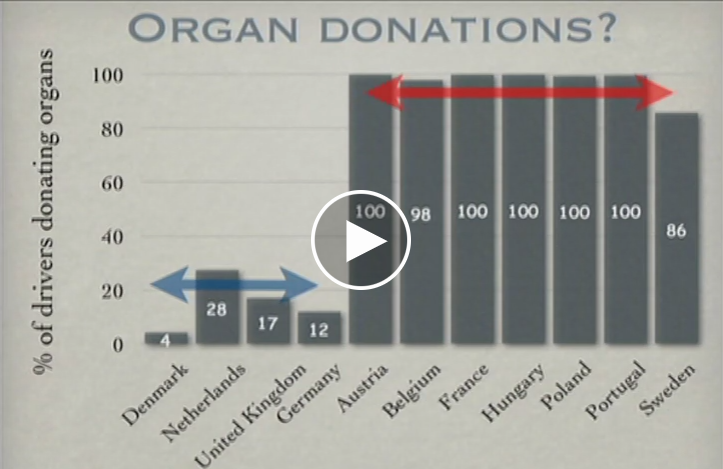 ORGAN DONATIONS?
% of drivers donating organs
100
80
60
40
20
0
4
28
17
12
100
98
100
100
100
100
86
Denmark
Netherlands
United Kingdom
Germany
Austria
Belgium
France
Hungary
Poland
Portugal
Sweden